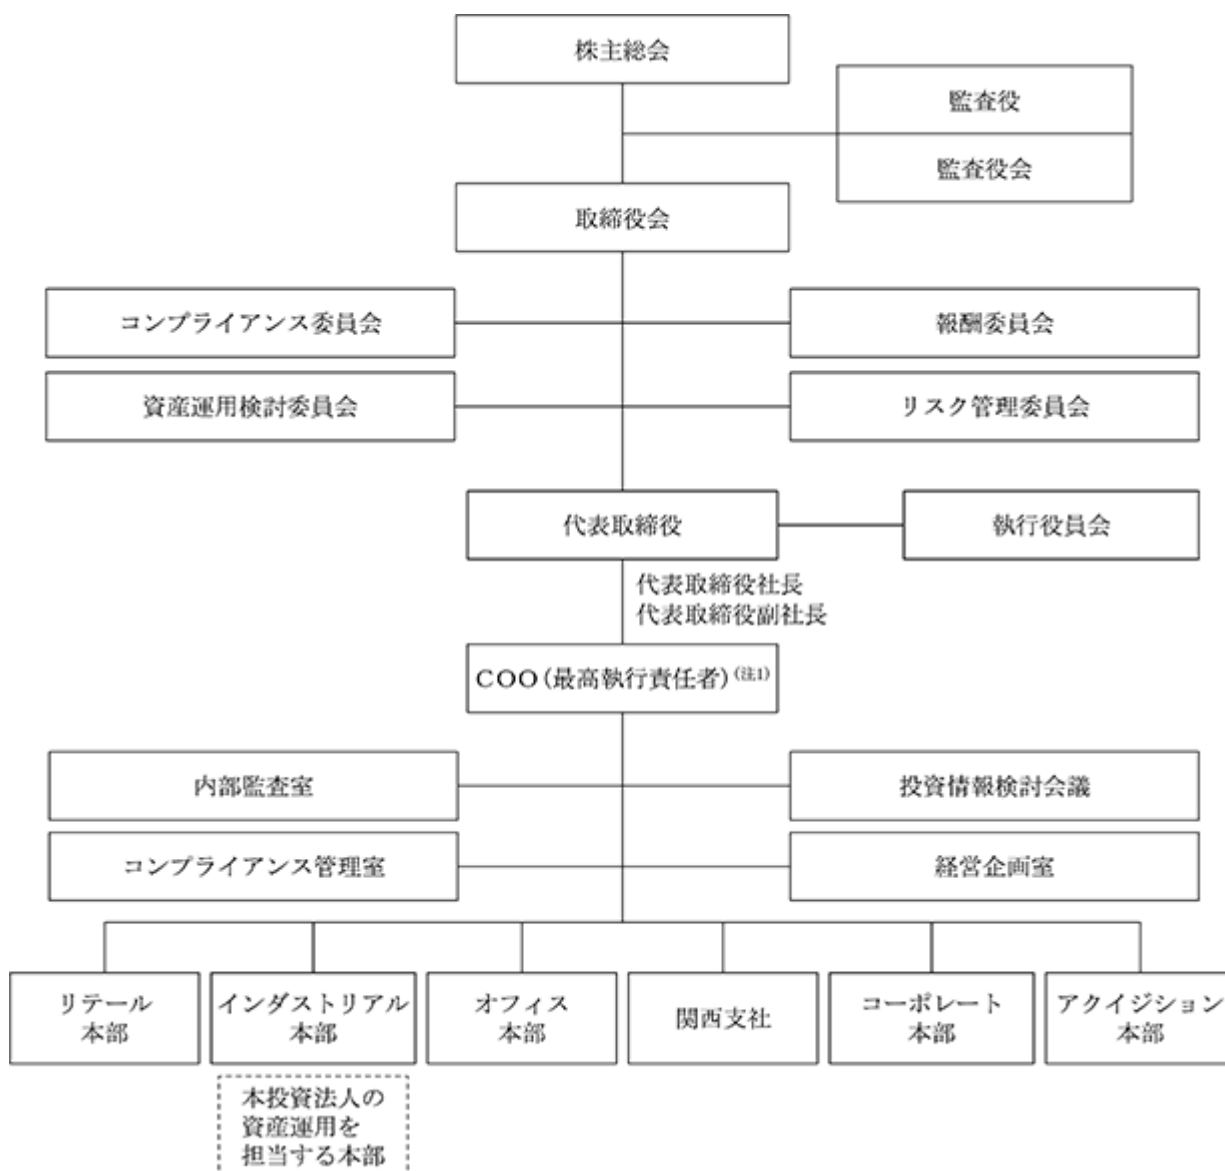 株主総会
監査役
監査役会
取締役会
コンプライアンス委員会
報酬委員会
資産運用検討委員会
リスク管理委員会
代表取締役
執行役員会
代表取締役社長
代表取締役副社長
COO(最高執行責任者)(注1)
内部監査室
投資情報検討会議
コンプライアンス管理室
経営企画室
リテール
本部
インダストリアル
本部
オフィス
本部
関西支社
コーポレート
本部
アクイジション
本部
本投資法人の
資産運用を
担当する本部